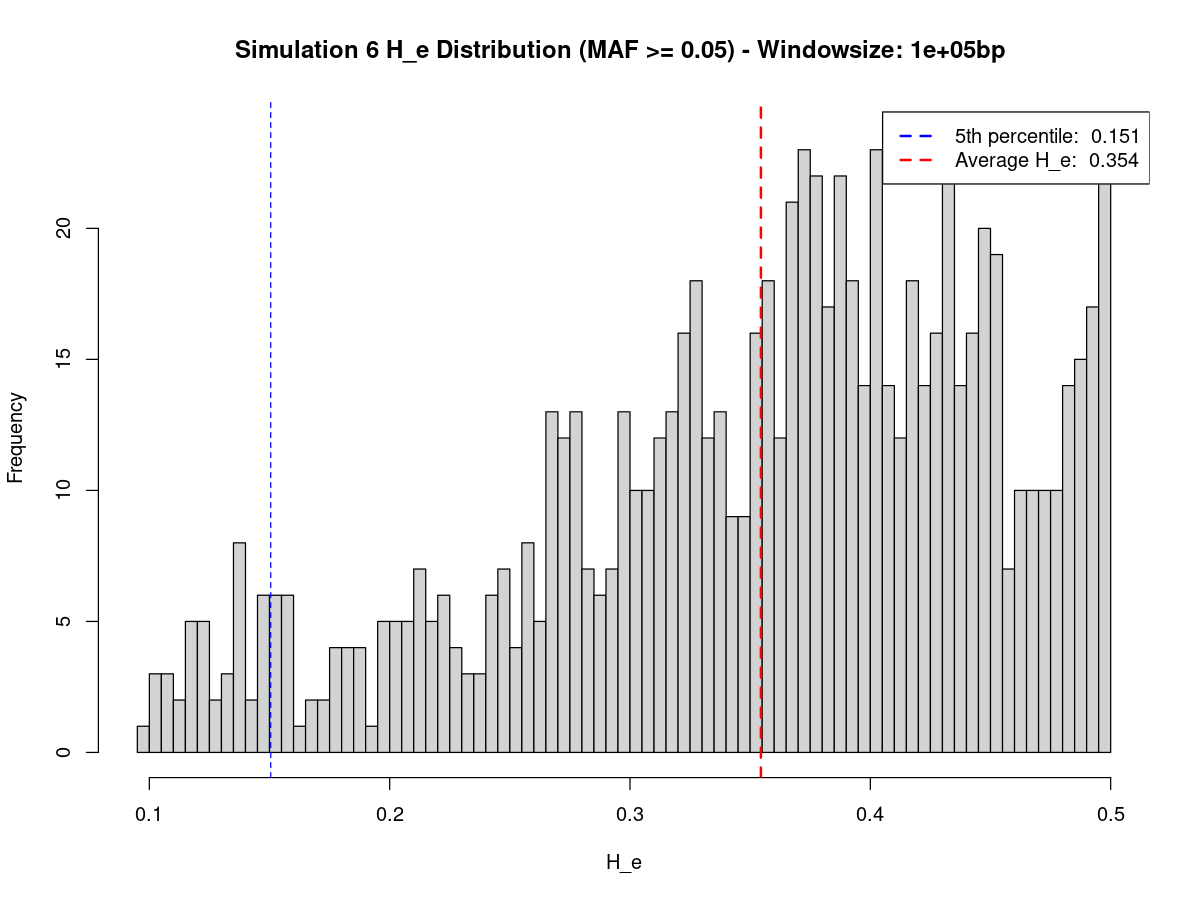 Simulation 6 H_e Distribution (MAF >= 0.05) - Windowsize: 1e+05bp
5th percentile: 0.151
Average H_e: 0.354
Frequency
20
15
10
5
0
0.1 0.2 0.3 0.4 0.5
H_e